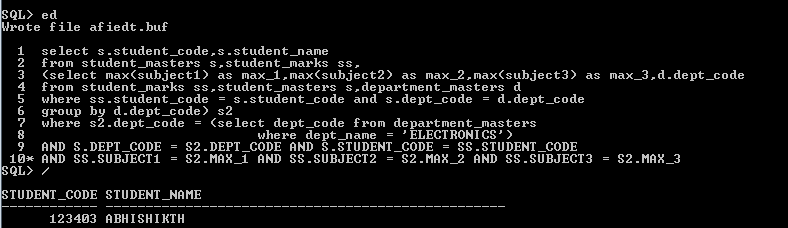 SQL> ed
Wrote file afiedt.buf
1 select s.student_code,s.student_name
2 from student_masters s,student_marks ss,
3 (select max(subject1) as max_1,max(subject2) as max_2,max(subject3) as max_3,d.dept_code
4 from student_marks ss,student_masters s,department_masters d
5 where ss.student_code = s.student_code and s.dept_code = d.dept_code
6 group by d.dept_code) s2
7 where s2.dept_code = (select dept_code from department_masters
8 where dept_name = 'ELECTRONICS')
9 AND S.DEPT_CODE = S2.DEPT_CODE AND S.STUDENT_CODE = SS.STUDENT_CODE
10* AND SS.SUBJECT1 = S2.MAX_1 AND SS.SUBJECT2 = S2.MAX_2 AND SS.SUBJECT3 = S2.MAX_3
SQL> /
STUDENT_CODE STUDENT_NAME
------------ --------------------------------------------------
123403 ABHISHIKTH